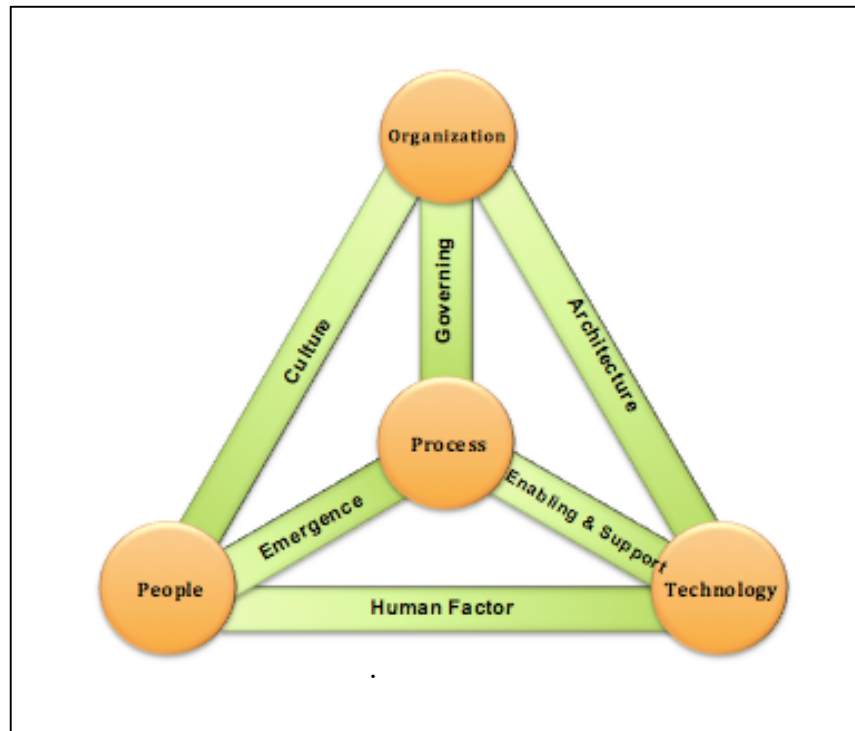 Organization
Governing
Culture
Architecture
Process
Emergence
Enabling & Support
People
Human Factor
Technology
.